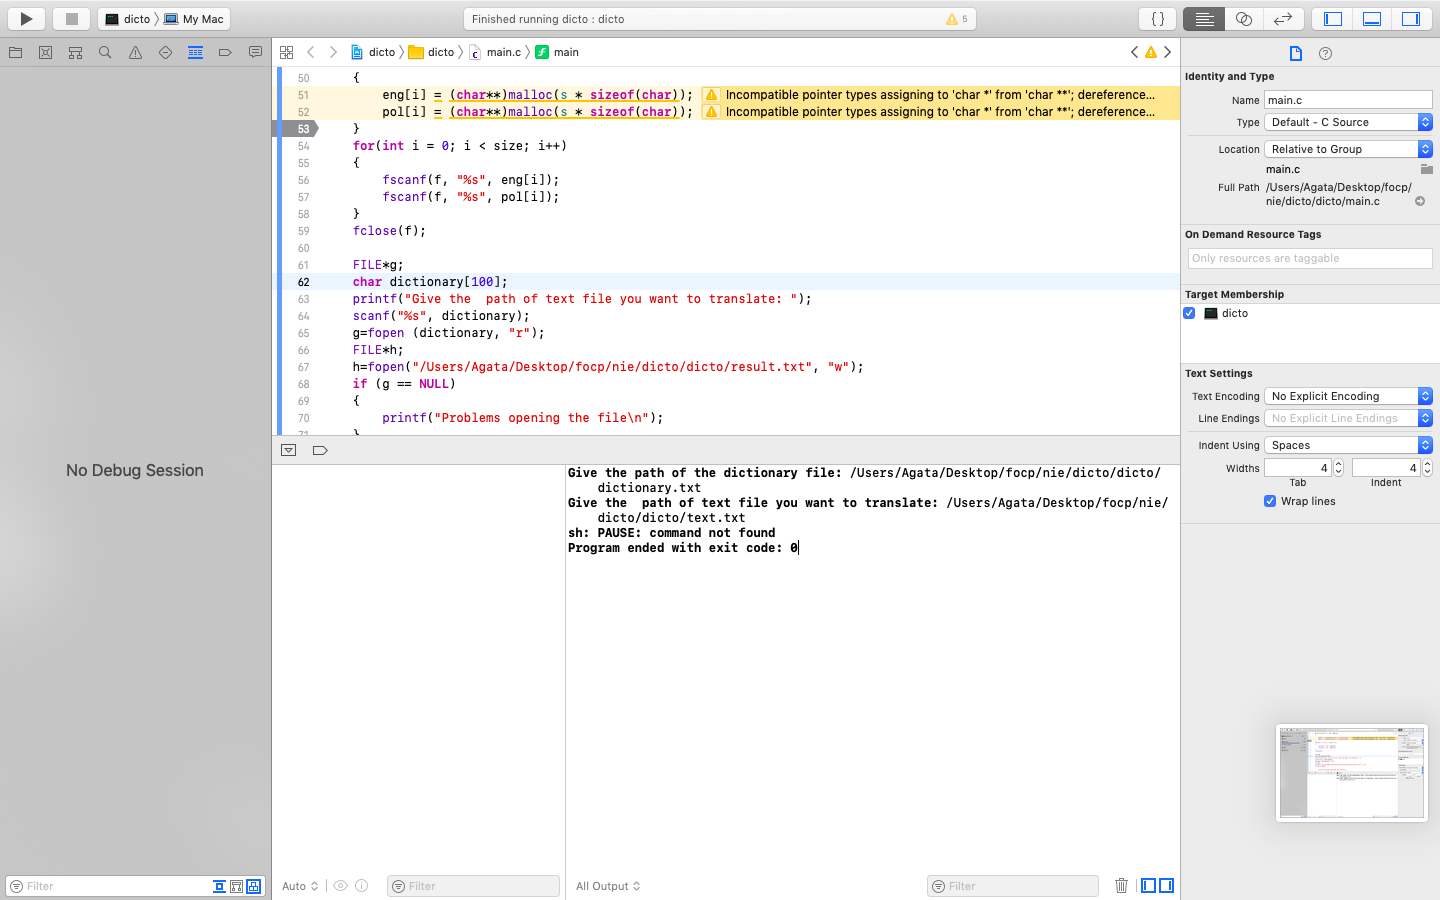 dicto
My Mac
Finished running dicto : dicto
5
{ }
dicto
dicto
main.c
main
50 {
51 eng[i] = (char**)malloc(s * sizeof(char)); Incompatible pointer types assigning to 'char *' from 'char **'; dereference...
52 pol[i] = (char**)malloc(s * sizeof(char)); Incompatible pointer types assigning to 'char *' from 'char **'; dereference...
53 }
54 for(int i = 0; i < size; i++)
55 {
56 fscanf(f, "%s", eng[i]);
57 fscanf(f, "%s", pol[i]);
58 }
59 fclose(f);
60
61 FILE*g;
62 char dictionary[100];
63 printf("Give the  path of text file you want to translate: ");
64 scanf("%s", dictionary);
65 g=fopen (dictionary, "r");
66 FILE*h;
67 h=fopen("/Users/Agata/Desktop/focp/nie/dicto/dicto/result.txt", "w");
68 if (g == NULL)
69 {
70 printf("Problems opening the file\n");
71 }
No Debug Session
Filter
Auto
Filter
Give the path of the dictionary file: /Users/Agata/Desktop/focp/nie/dicto/dicto/
dictionary.txt
Give the  path of text file you want to translate: /Users/Agata/Desktop/focp/nie/
dicto/dicto/text.txt
sh: PAUSE: command not found
Program ended with exit code: 0
All Output
Filter
Identity and Type
Name main.c
Type Default - C Source
Location Relative to Group
main.c
Full Path /Users/Agata/Desktop/focp/
nie/dicto/dicto/main.c
On Demand Resource Tags
Only resources are taggable
Target Membership
dicto
Text Settings
Text Encoding No Explicit Encoding
Line Endings No Explicit Line Endings
Indent Using Spaces
Widths 4 4
Tab Indent
Wrap lines